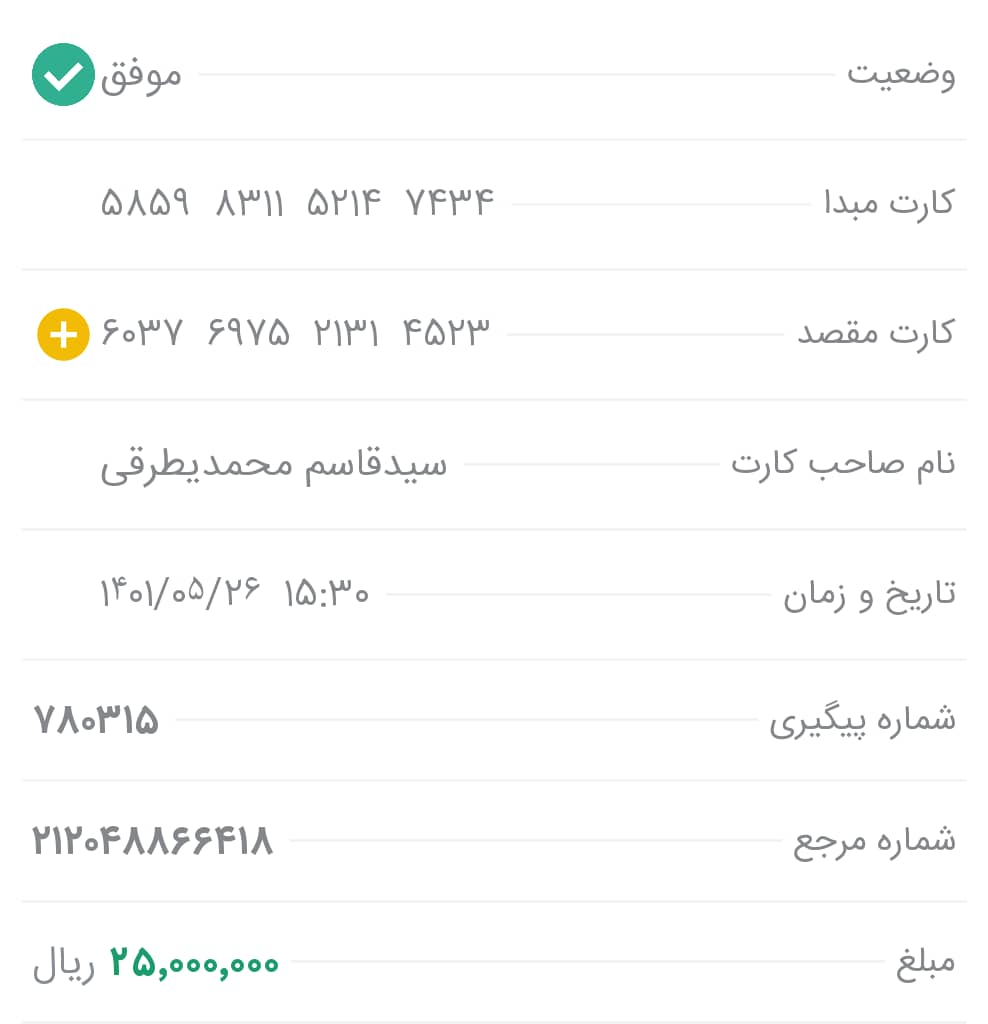 وضعیت موفق
کارت مبدا ۵۸۵۹ ۸۳۱۱ ۵۲۱۴ ۷۴۳۴
کارت مقصد ۶۰۳۷ ۶۹۷۵ ۲۱۳۱ ۴۵۲۳
نام صاحب کارت سیدقاسم محمدیطرقی
تاریخ و زمان ۱۴۰۱/۰۵/۲۶ ۱۵:۳۰
شماره پیگیری ۷۸۰۳۱۵
شماره مرجع ۲۱۲۰۴۸۸۶۶۴۱۸
مبلغ ۲۵,۰۰۰,۰۰۰ ریال